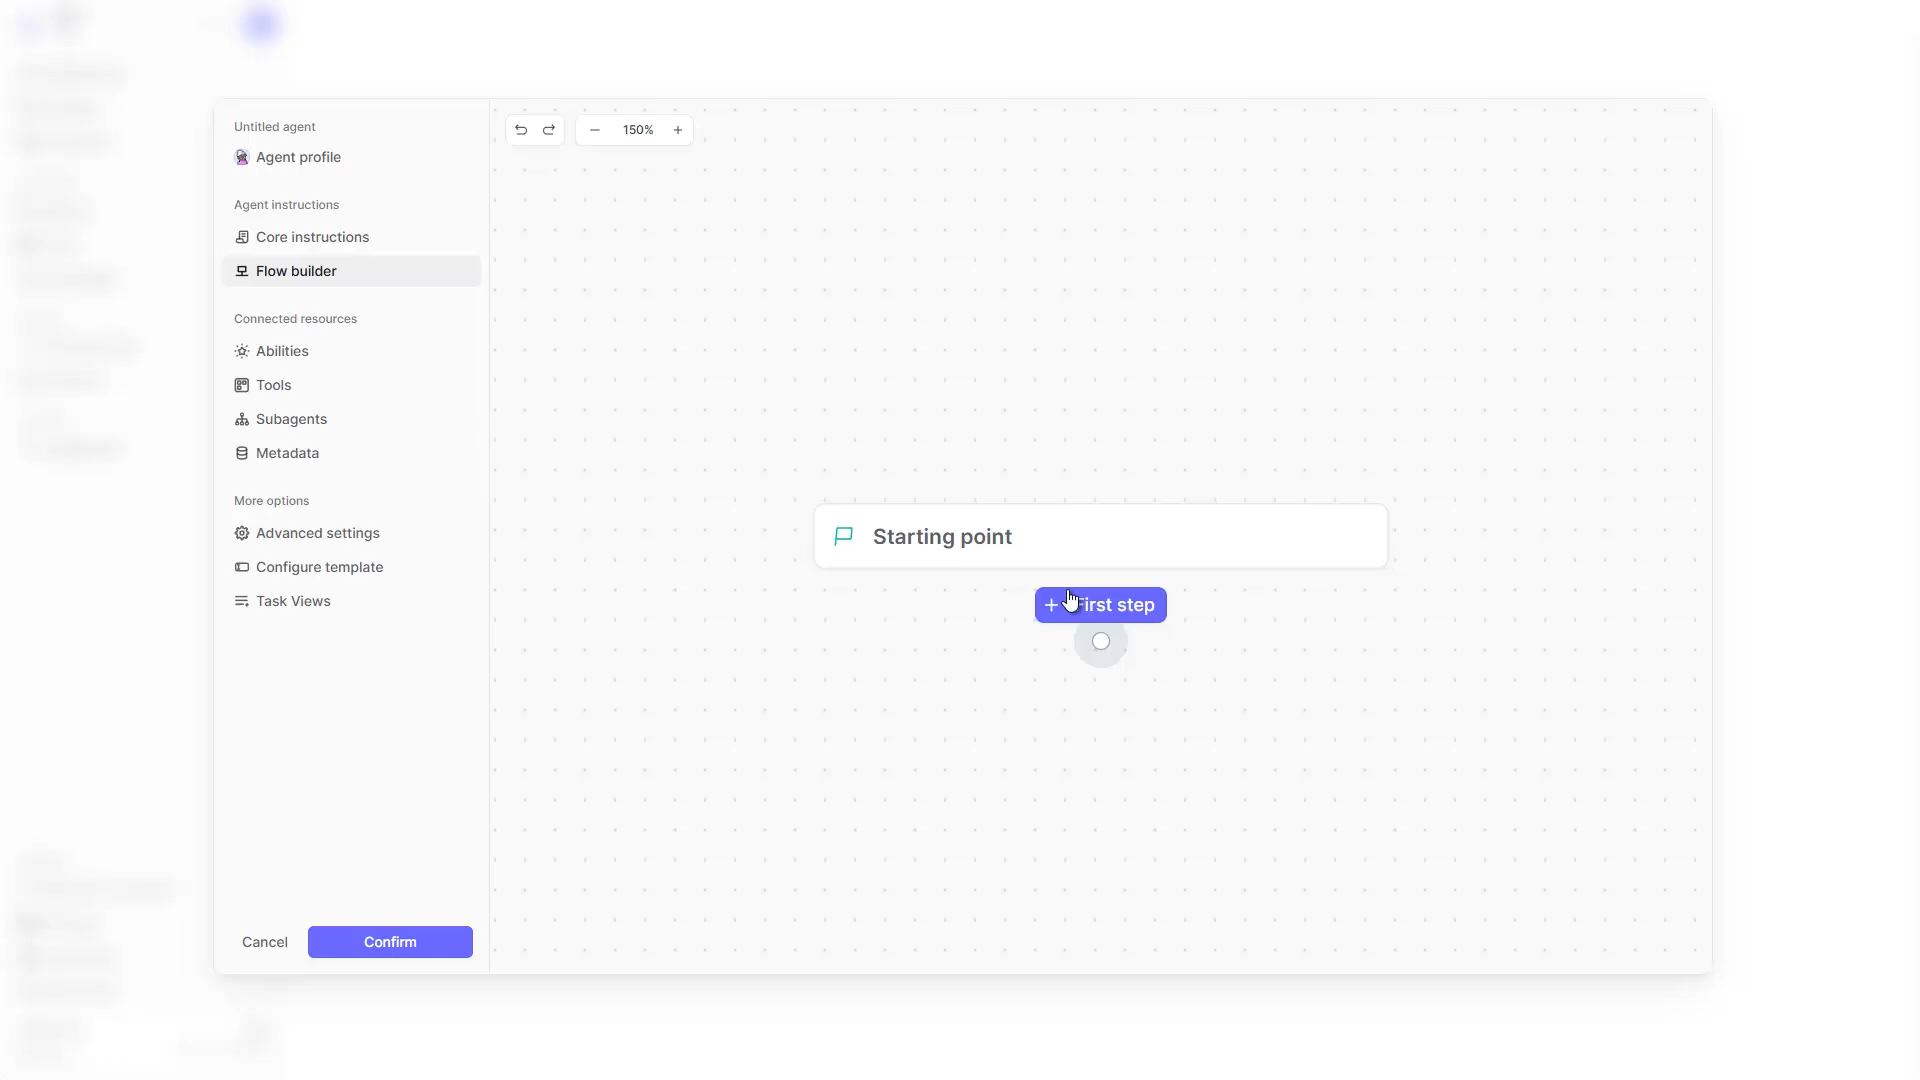 Untitled agent
Agent profile
Agent instructions
Core instructions
Flow builder
Connected resources
Abilities
Tools
Subagents
Metadata
More options
Advanced settings
Configure template
Task Views
Cancel
Confirm
150%
Starting point
First step